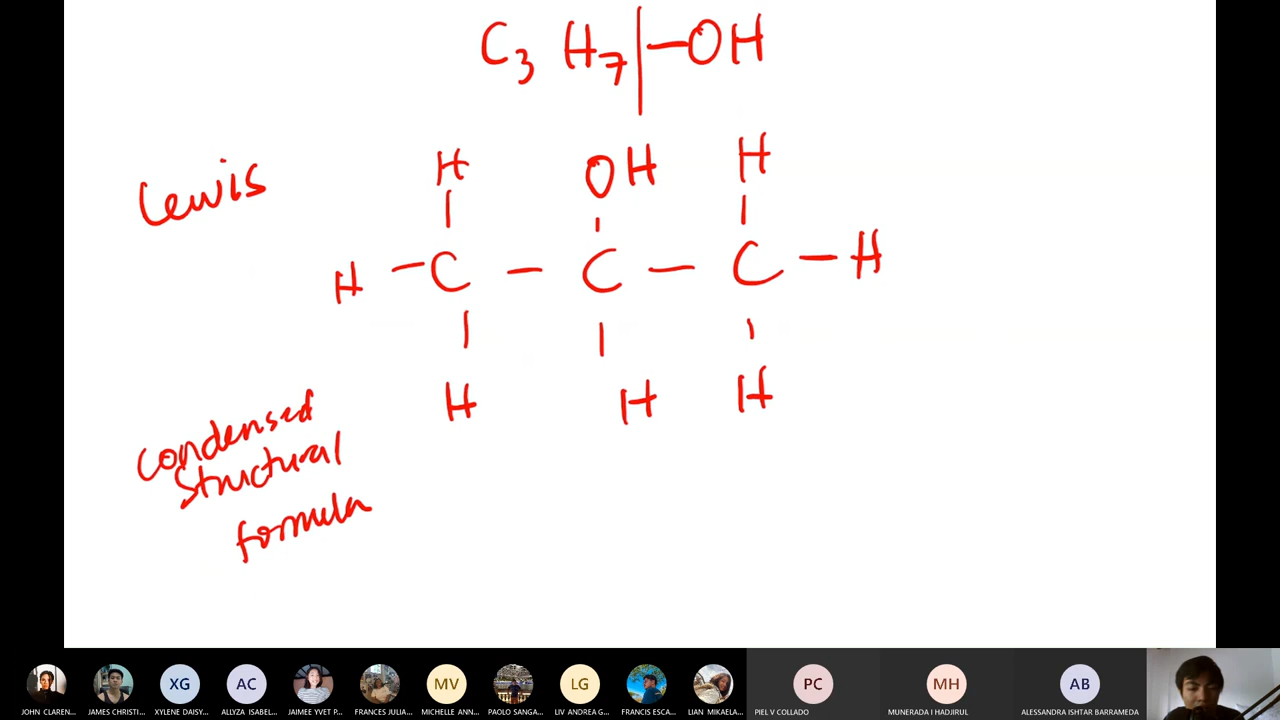 C3 H7 | - OH
Lewis
H OH H
H - C - C - C - H
H H H
condensed
structural
formula
XG
AC
MV
LG
PC
MH
AB
JOHN CLAREN...
JAMES CHRISTI...
XYLENE DAISY...
ALLYZA ISABEL...
JAIMEE YVET P...
FRANCES JULIA...
MICHELLE ANN...
PAOLO SANGA...
LIV ANDREA G...
FRANCIS ESCA...
LIAN MIKAELA...
PIEL V COLLADO
MUNERADA I HADJIRUL
ALESSANDRA ISHTAR BARRAMEDA